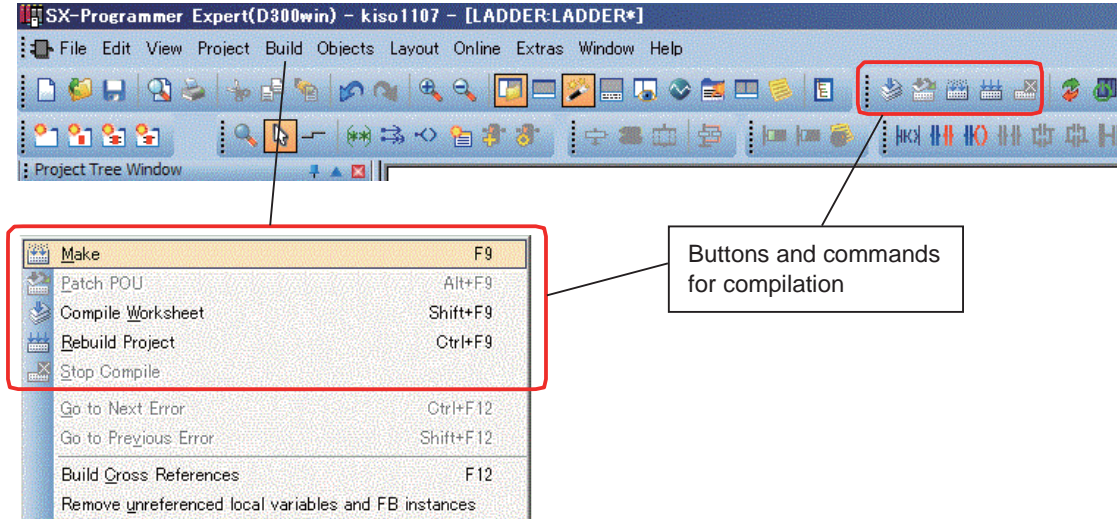 SX-Programmer Expert(D300win) - kiso1107 - [LADDER:LADDER*]
File Edit View Project Build Objects Layout Online Extras Window Help
Project Tree Window
Make F9
Patch POU Alt+F9
Compile Worksheet Shift+F9
Rebuild Project Ctrl+F9
Stop Compile
Go to Next Error Ctrl+F12
Go to Previous Error Shift+F12
Build Cross References F12
Remove unreferenced local variables and FB instances
Buttons and commands
for compilation